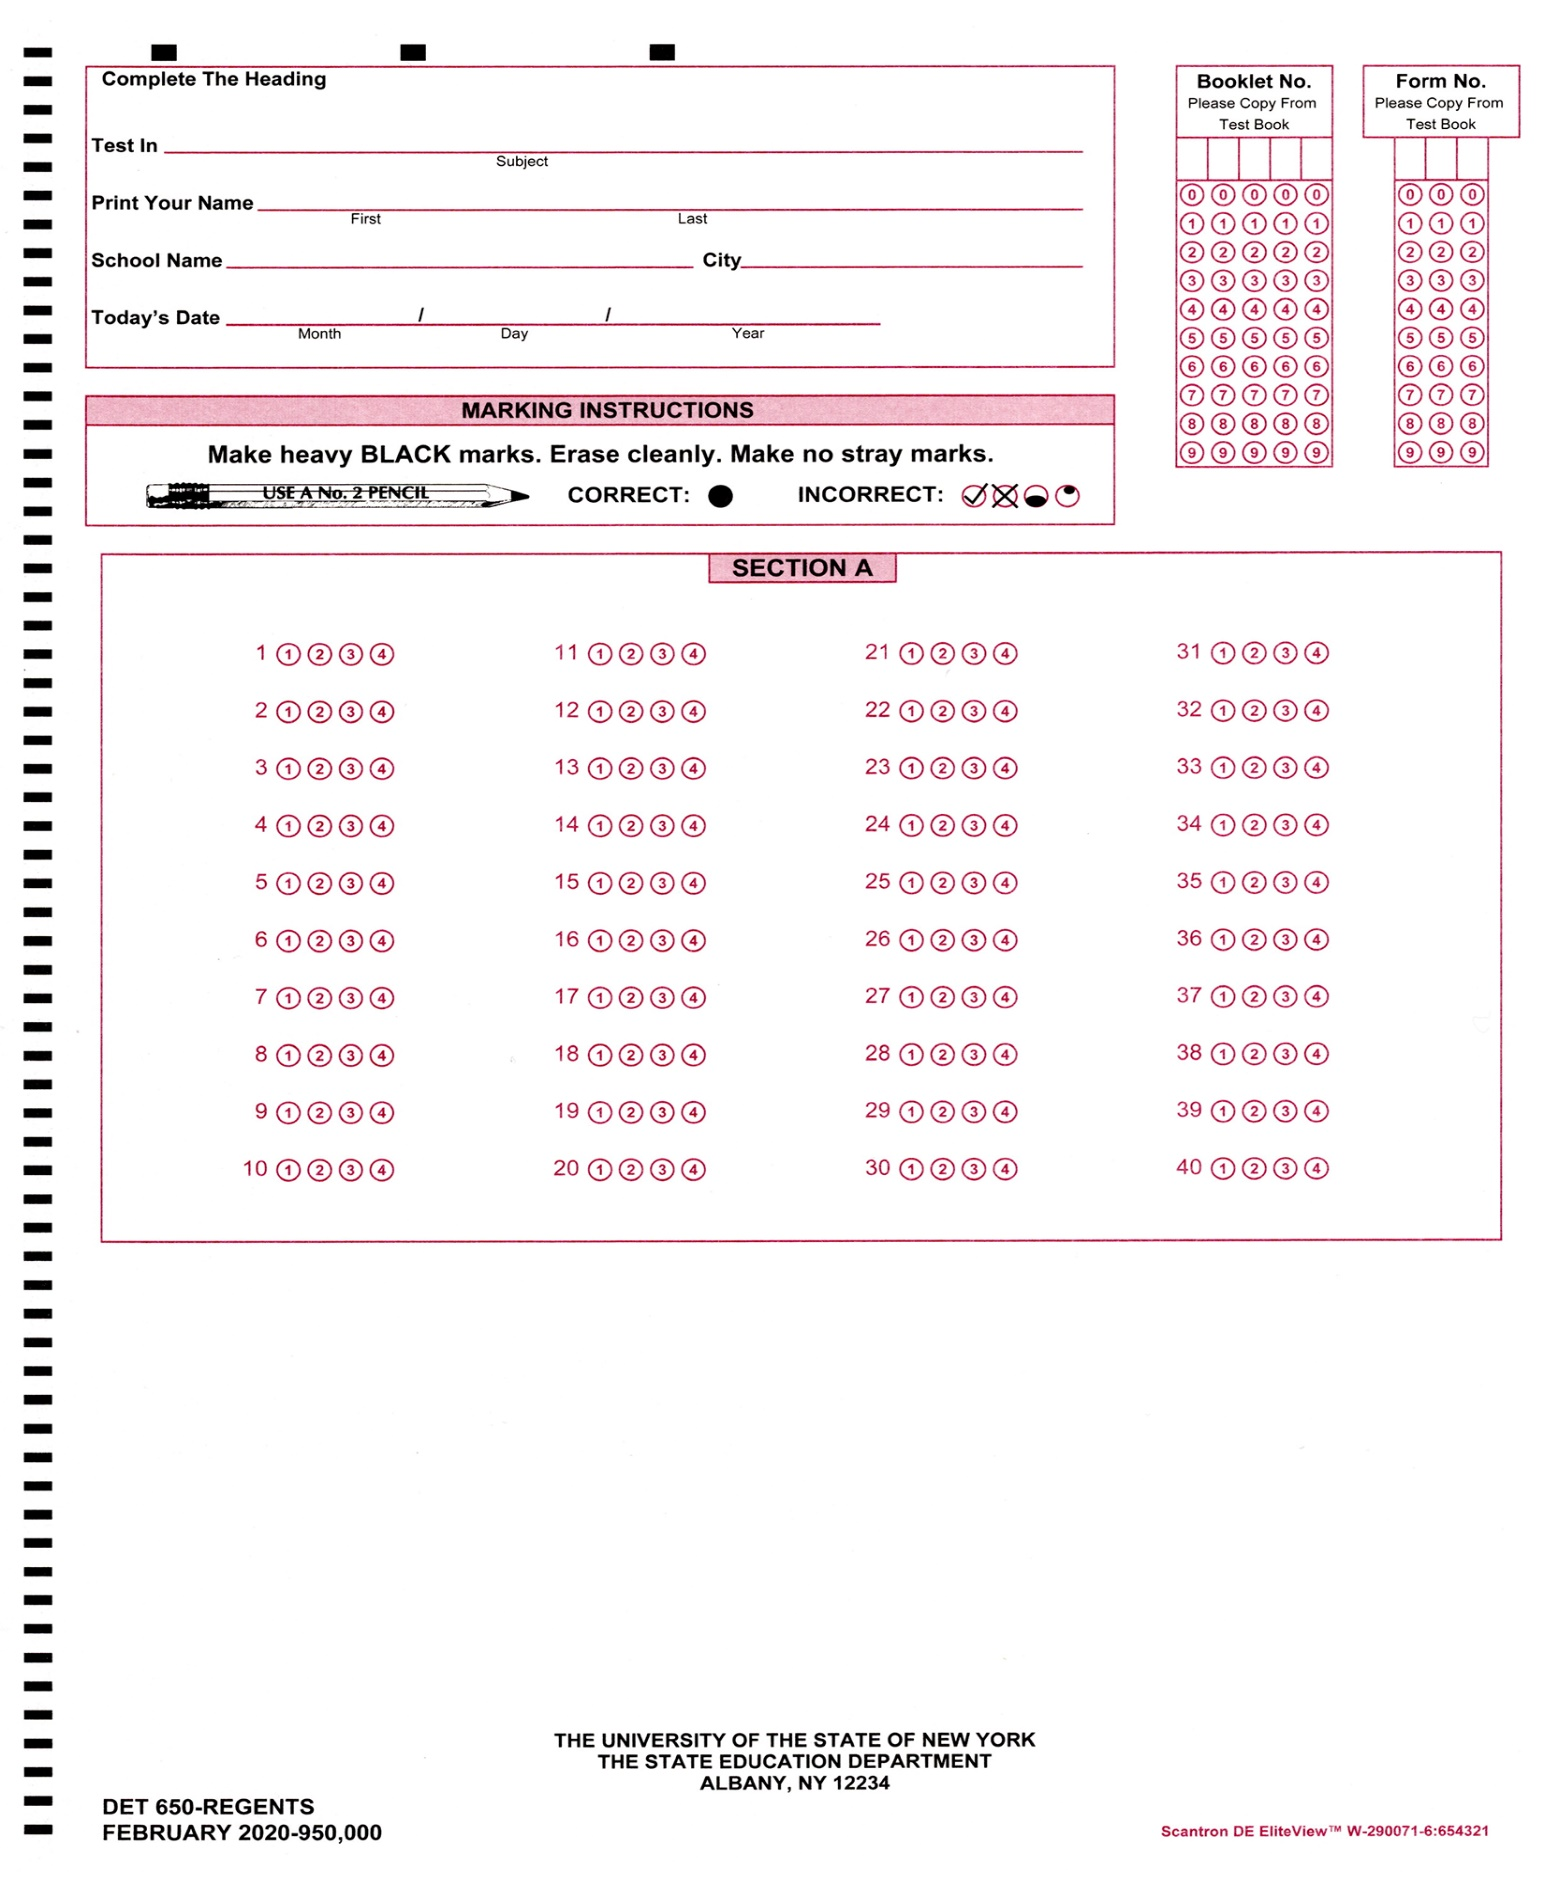 Complete The Heading
Test In
Subject
Print Your Name
First Last
School Name City
Today's Date / /
Month Day Year
Booklet No.
Please Copy From
Test Book
0 0 0 0 0
1 1 1 1 1
2 2 2 2 2
3 3 3 3 3
4 4 4 4 4
5 5 5 5 5
6 6 6 6 6
7 7 7 7 7
8 8 8 8 8
9 9 9 9 9
Form No.
Please Copy From
Test Book
0 0 0
1 1 1
2 2 2
3 3 3
4 4 4
5 5 5
6 6 6
7 7 7
8 8 8
9 9 9
MARKING INSTRUCTIONS
Make heavy BLACK marks. Erase cleanly. Make no stray marks.
USE A No. 2 PENCIL CORRECT: INCORRECT:
SECTION A
1 1 2 3 4
2 1 2 3 4
3 1 2 3 4
4 1 2 3 4
5 1 2 3 4
6 1 2 3 4
7 1 2 3 4
8 1 2 3 4
9 1 2 3 4
10 1 2 3 4
11 1 2 3 4
12 1 2 3 4
13 1 2 3 4
14 1 2 3 4
15 1 2 3 4
16 1 2 3 4
17 1 2 3 4
18 1 2 3 4
19 1 2 3 4
20 1 2 3 4
21 1 2 3 4
22 1 2 3 4
23 1 2 3 4
24 1 2 3 4
25 1 2 3 4
26 1 2 3 4
27 1 2 3 4
28 1 2 3 4
29 1 2 3 4
30 1 2 3 4
31 1 2 3 4
32 1 2 3 4
33 1 2 3 4
34 1 2 3 4
35 1 2 3 4
36 1 2 3 4
37 1 2 3 4
38 1 2 3 4
39 1 2 3 4
40 1 2 3 4
THE UNIVERSITY OF THE STATE OF NEW YORK
THE STATE EDUCATION DEPARTMENT
ALBANY, NY 12234
DET 650-REGENTS
FEBRUARY 2020-950,000
Scantron DE EliteView™ W-290071-6:654321